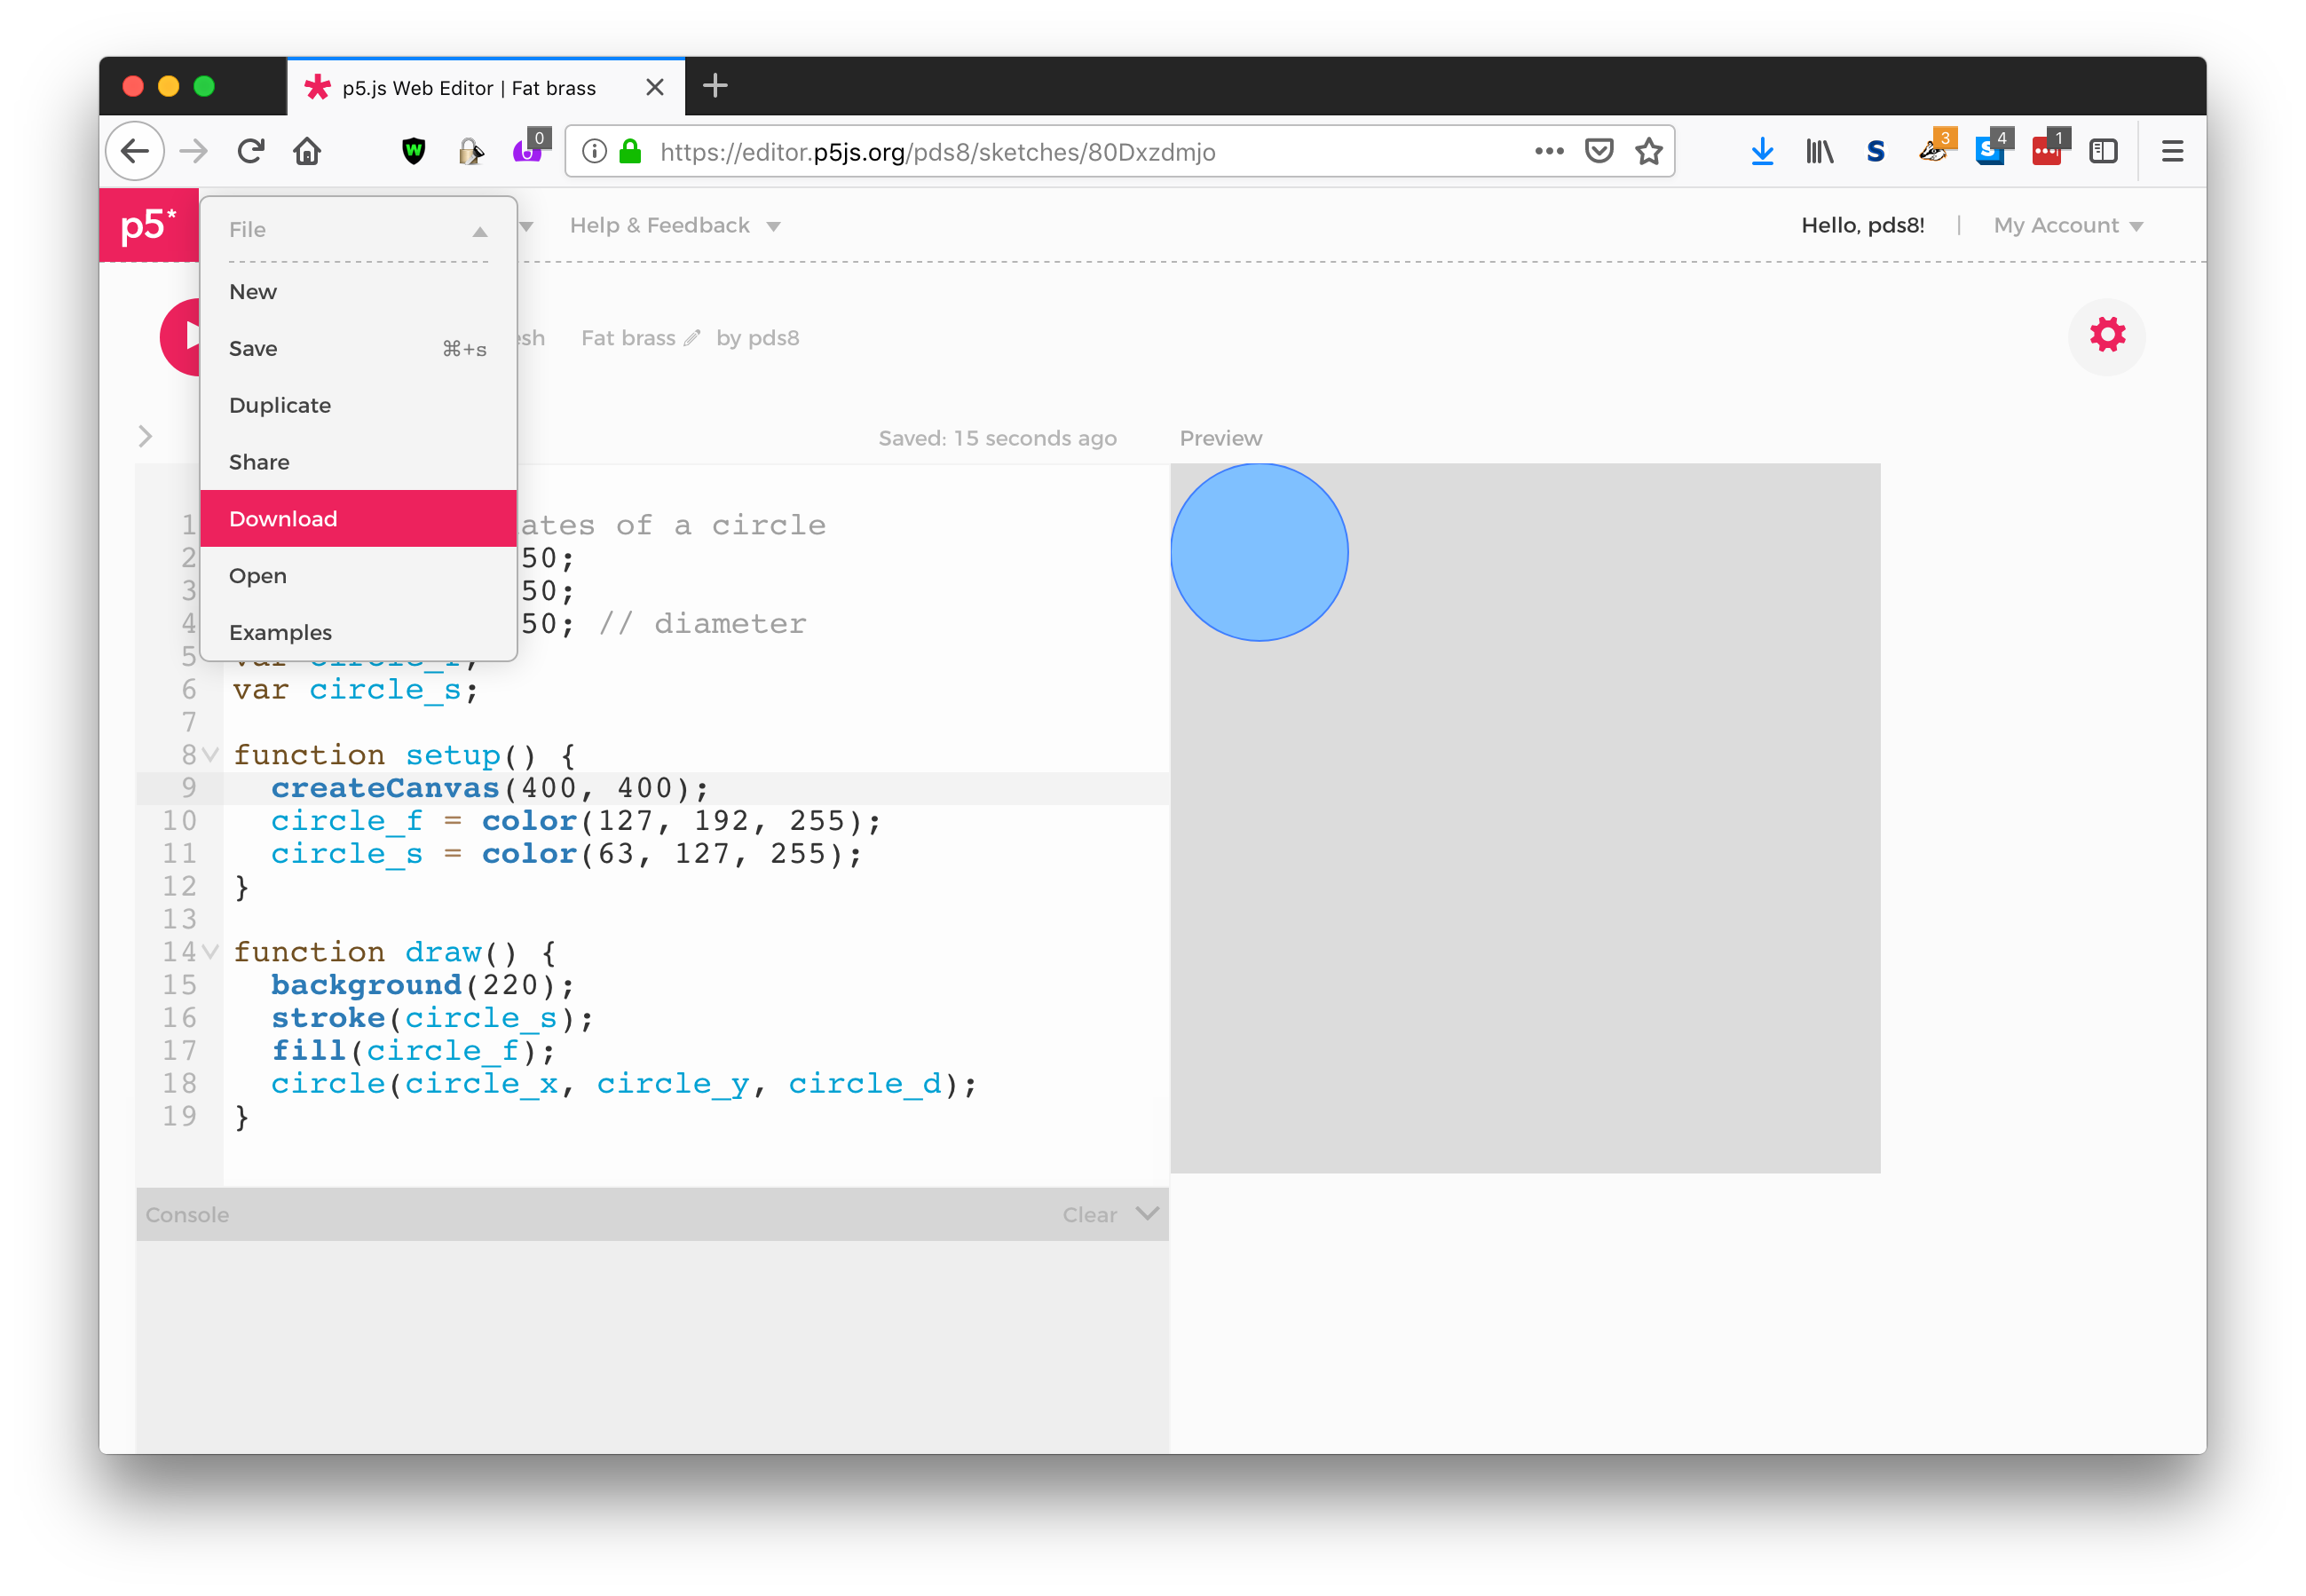 p5.js Web Editor | Fat brass
0
https://editor.p5js.org/pds8/sketches/80Dxzdmjo
S
3
S 4
1
p5*
File
Help & Feedback
Hello, pds8! | My Account
New
Save ⌘+s
esh Fat brass by pds8
Duplicate
Saved: 15 seconds ago Preview
Share
Download
Open
Examples
1 ates of a circle
2 50;
3 50;
4 50; // diameter
5 var circle_f;
6 var circle_s;
7
8 function setup() {
9 createCanvas(400, 400);
10 circle_f = color(127, 192, 255);
11 circle_s = color(63, 127, 255);
12 }
13
14 function draw() {
15 background(220);
16 stroke(circle_s);
17 fill(circle_f);
18 circle(circle_x, circle_y, circle_d);
19 }
Console Clear